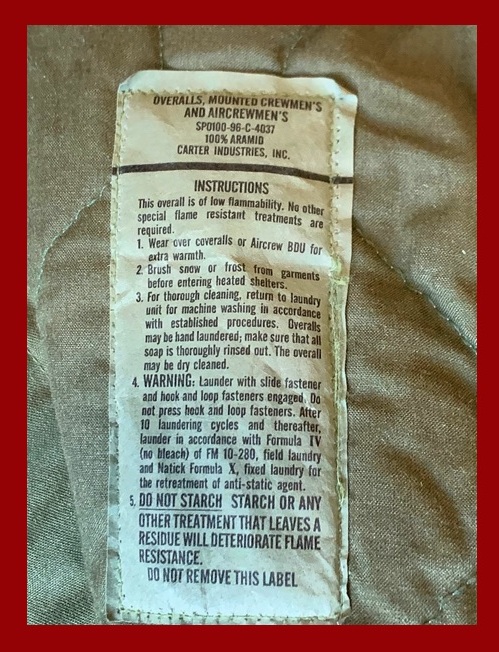 OVERALLS, MOUNTED CREWMEN'S
AND AIRCREWMEN'S
SPO100-96-C-4037
100% ARAMID
CARTER INDUSTRIES, INC.
INSTRUCTIONS
This overall is of low flammability. No other
special flame resistant treatments are
required.
1. Wear over coveralls or Aircrew BDU for
extra warmth.
2. Brush snow or frost from garments
before entering heated shelters.
3. For thorough cleaning, return to laundry
unit for machine washing in accordance
with established procedures. Overalls
may be hand laundered; make sure that all
soap is thoroughly rinsed out. The overall
may be dry cleaned.
4. WARNING: Launder with slide fastener
and hook and loop fasteners engaged. Do
not press hook and loop fasteners. After
10 laundering cycles and thereafter,
launder in accordance with Formula IV
(no bleach) of FM 10-280, field laundry
and Natick Formula X, fixed laundry for
the retreatment of anti-static agent.
5. DO NOT STARCH STARCH OR ANY
OTHER TREATMENT THAT LEAVES A
RESIDUE WILL DETERIORATE FLAME
RESISTANCE.
DO NOT REMOVE THIS LABEL